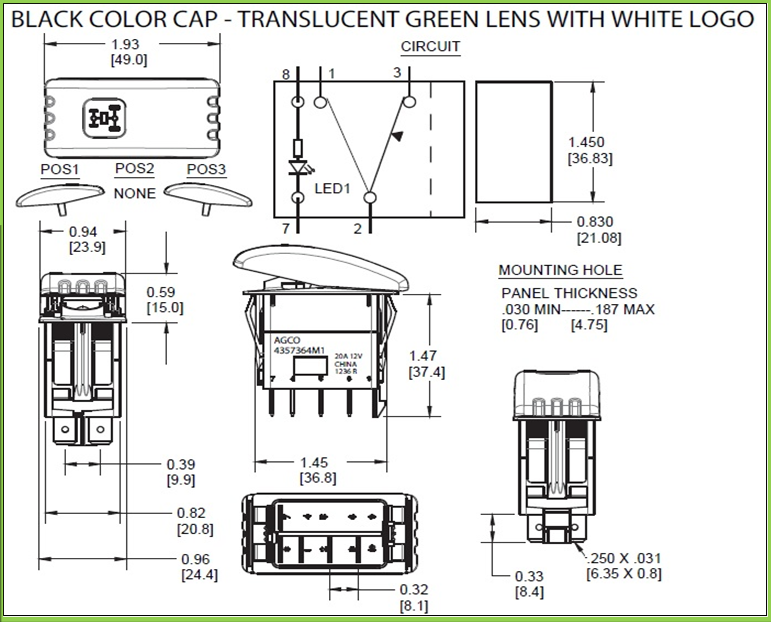 BLACK COLOR CAP - TRANSLUCENT GREEN LENS WITH WHITE LOGO
1.93
[49.0]
CIRCUIT
8
1
3
LED1
7
2
1.450
[36.83]
0.830
[21.08]
POS1
POS2
POS3
NONE
0.94
[23.9]
0.59
[15.0]
MOUNTING HOLE
PANEL THICKNESS
.030 MIN------.187 MAX
[0.76] [4.75]
AGCO
4357364M1
20A 12V
CHINA
1236 R
1.47
[37.4]
1.45
[36.8]
0.39
[9.9]
0.82
[20.8]
0.96
[24.4]
0.32
[8.1]
0.33
[8.4]
.250 X .031
[6.35 X 0.8]